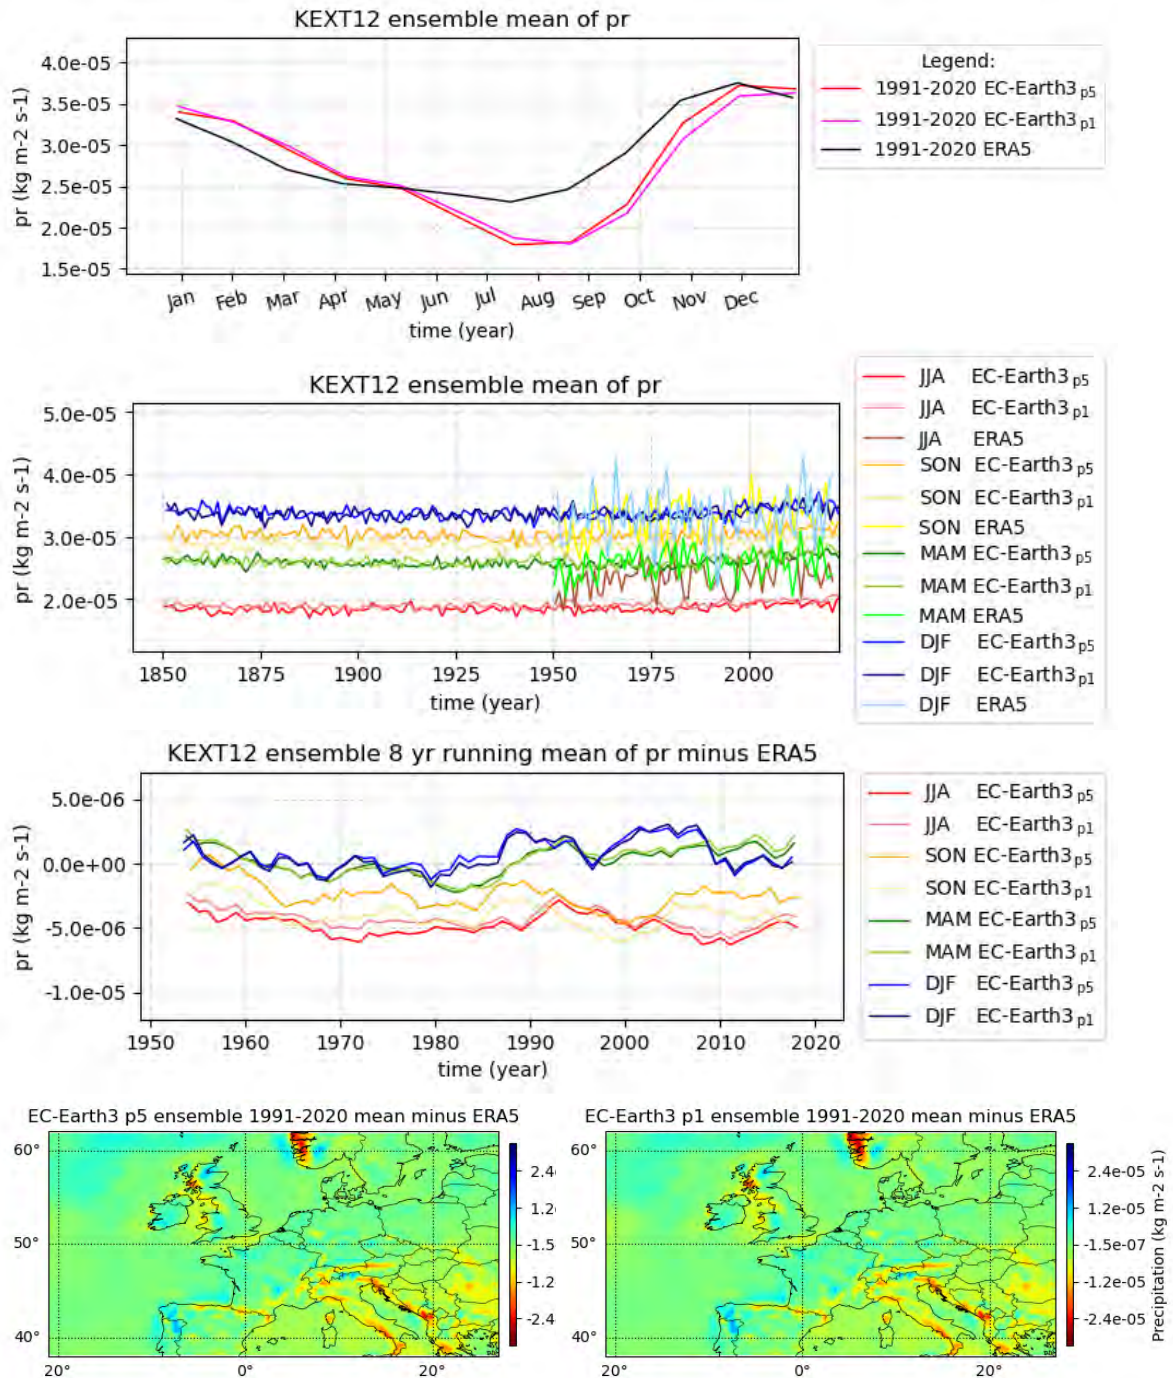 KEXT12 ensemble mean of pr
4.0e-05
3.5e-05
3.0e-05
2.5e-05
2.0e-05
1.5e-05
pr (kg m-2 s-1)
Jan Feb Mar Apr May Jun Jul Aug Sep Oct Nov Dec
time (year)
Legend:
1991-2020 EC-Earth3 p5
1991-2020 EC-Earth3 p1
1991-2020 ERA5
KEXT12 ensemble mean of pr
5.0e-05
4.0e-05
3.0e-05
2.0e-05
pr (kg m-2 s-1)
1850 1875 1900 1925 1950 1975 2000
time (year)
JJA EC-Earth3 p5
JJA EC-Earth3 p1
JJA ERA5
SON EC-Earth3 p5
SON EC-Earth3 p1
SON ERA5
MAM EC-Earth3 p5
MAM EC-Earth3 p1
MAM ERA5
DJF EC-Earth3 p5
DJF EC-Earth3 p1
DJF ERA5
KEXT12 ensemble 8 yr running mean of pr minus ERA5
5.0e-06
0.0e+00
-5.0e-06
-1.0e-05
pr (kg m-2 s-1)
1950 1960 1970 1980 1990 2000 2010 2020
time (year)
JJA EC-Earth3 p5
JJA EC-Earth3 p1
SON EC-Earth3 p5
SON EC-Earth3 p1
MAM EC-Earth3 p5
MAM EC-Earth3 p1
DJF EC-Earth3 p5
DJF EC-Earth3 p1
EC-Earth3 p5 ensemble 1991-2020 mean minus ERA5
60°
50°
40°
20° 0° 20°
2.4
1.2
-1.5
-1.2
-2.4
EC-Earth3 p1 ensemble 1991-2020 mean minus ERA5
60°
50°
40°
20° 0° 20°
2.4e-05
1.2e-05
-1.5e-07
-1.2e-05
-2.4e-05
Precipitation (kg m-2 s-1)